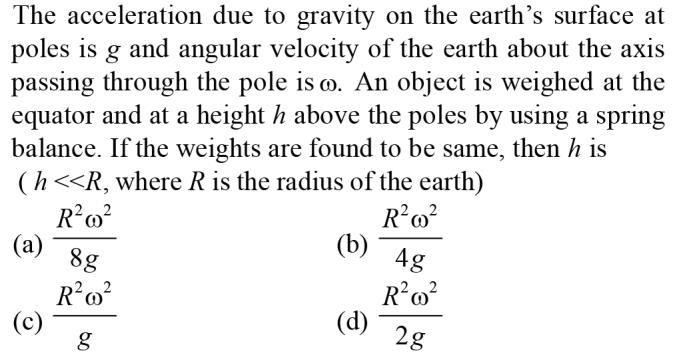 The acceleration due to gravity on the earth’s surface at
poles is g and angular velocity of the earth about the axis
passing through the pole is ω. An object is weighed at the
equator and at a height h above the poles by using a spring
balance. If the weights are found to be same, then h is
( h <<R, where R is the radius of the earth)
(a) R²ω²/8g (b) R²ω²/4g
(c) R²ω²/g (d) R²ω²/2g